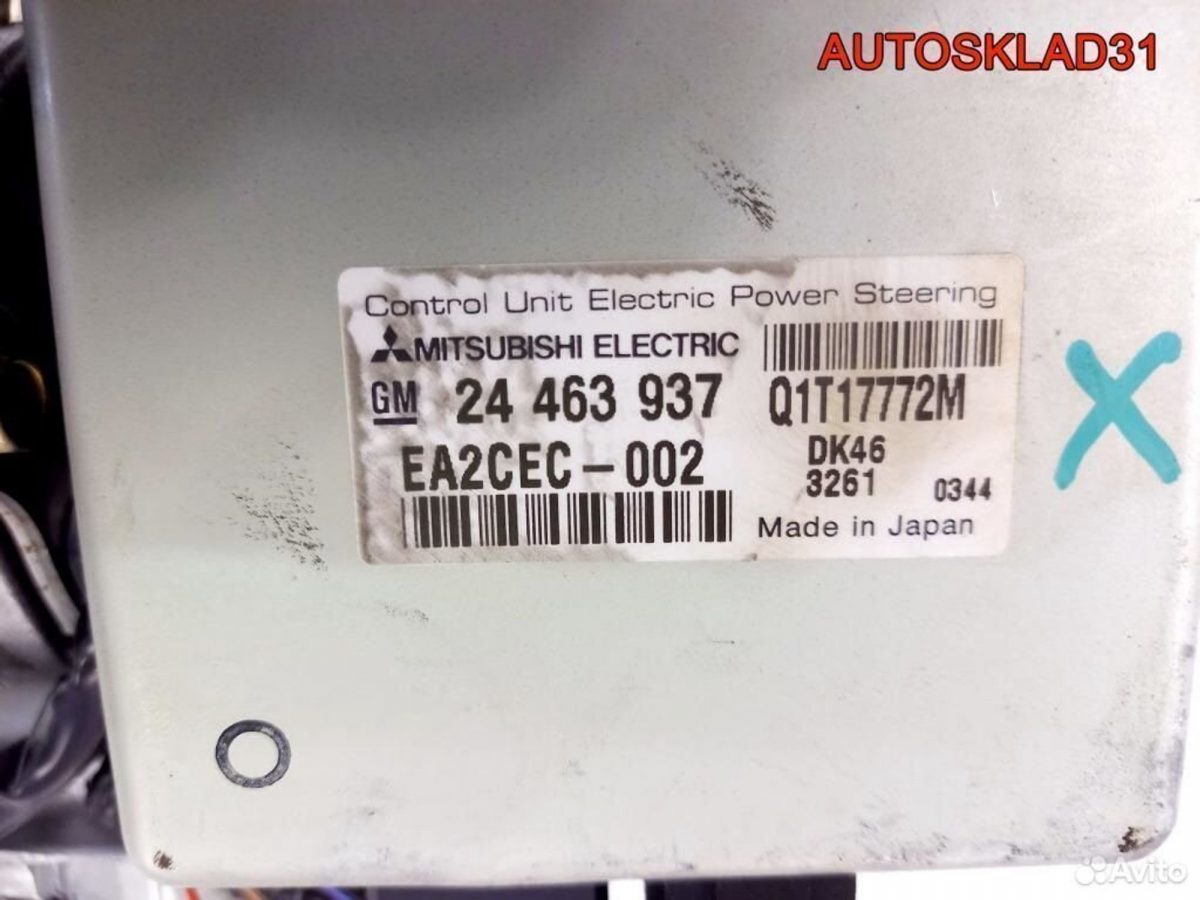 AUTOSKLAD31
Control Unit Electric Power Steering
MITSUBISHI ELECTRIC
GM 24 463 937 Q1T17772M
EA2CEC-002 DK46
3261 0344
Made in Japan
Avito